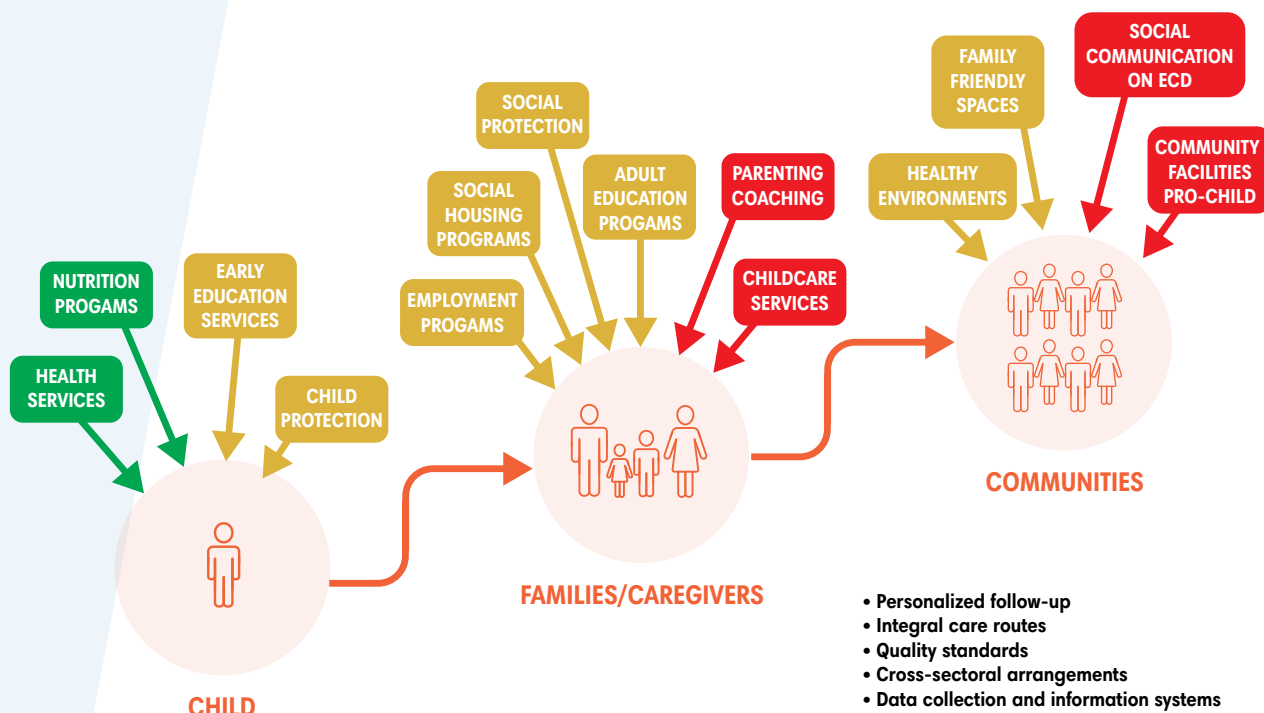 HEALTH
SERVICES
NUTRITION
PROGAMS
EARLY
EDUCATION
SERVICES
CHILD
PROTECTION
CHILD
EMPLOYMENT
PROGAMS
SOCIAL
HOUSING
PROGRAMS
SOCIAL
PROTECTION
ADULT
EDUCATION
PROGAMS
PARENTING
COACHING
CHILDCARE
SERVICES
FAMILIES/CAREGIVERS
HEALTHY
ENVIRONMENTS
FAMILY
FRIENDLY
SPACES
SOCIAL
COMMUNICATION
ON ECD
COMMUNITY
FACILITIES
PRO-CHILD
COMMUNITIES
• Personalized follow-up
• Integral care routes
• Quality standards
• Cross-sectoral arrangements
• Data collection and information systems